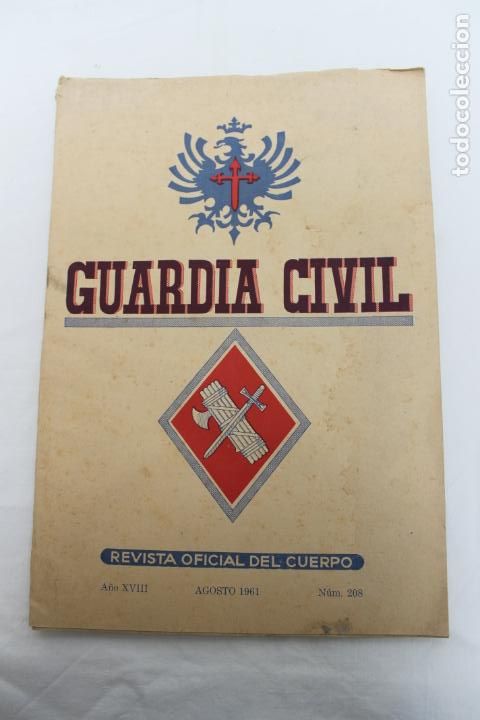 GUARDIA CIVIL
REVISTA OFICIAL DEL CUERPO
Año XVIII AGOSTO 1961 Núm. 208
todocoleccion